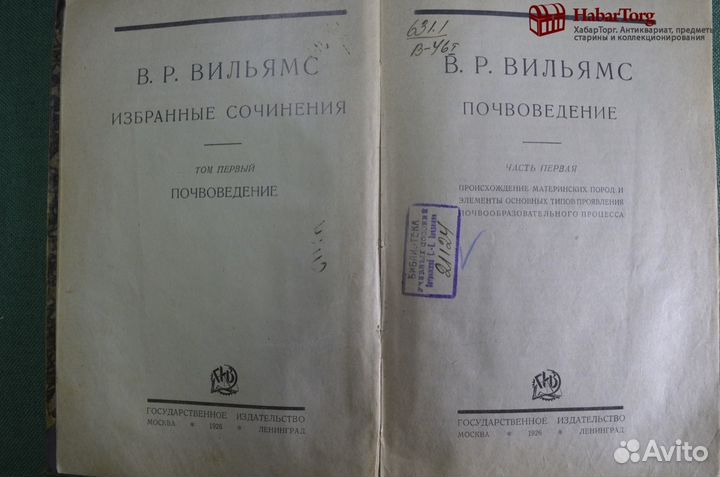 HabarTorg
ХабарТорг. Антиквариат, предметы
старины и коллекционирования
В. Р. ВИЛЬЯМС
ИЗБРАННЫЕ СОЧИНЕНИЯ
ТОМ ПЕРВЫЙ
ПОЧВОВЕДЕНИЕ
ГОСУДАРСТВЕННОЕ ИЗДАТЕЛЬСТВО
МОСКВА * 1926 * ЛЕНИНГРАД
631.1
В-46
В. Р. ВИЛЬЯМС
ПОЧВОВЕДЕНИЕ
ЧАСТЬ ПЕРВАЯ
ПРОИСХОЖДЕНИЕ МАТЕРИНСКИХ ПОРОД И
ЭЛЕМЕНТЫ ОСНОВНЫХ ТИПОВ ПРОЯВЛЕНИЯ
ПОЧВООБРАЗОВАТЕЛЬНОГО ПРОЦЕССА
БИБЛИОТЕКА
21124
ГОСУДАРСТВЕННОЕ ИЗДАТЕЛЬСТВО
МОСКВА * 1926 * ЛЕНИНГРАД
Avito